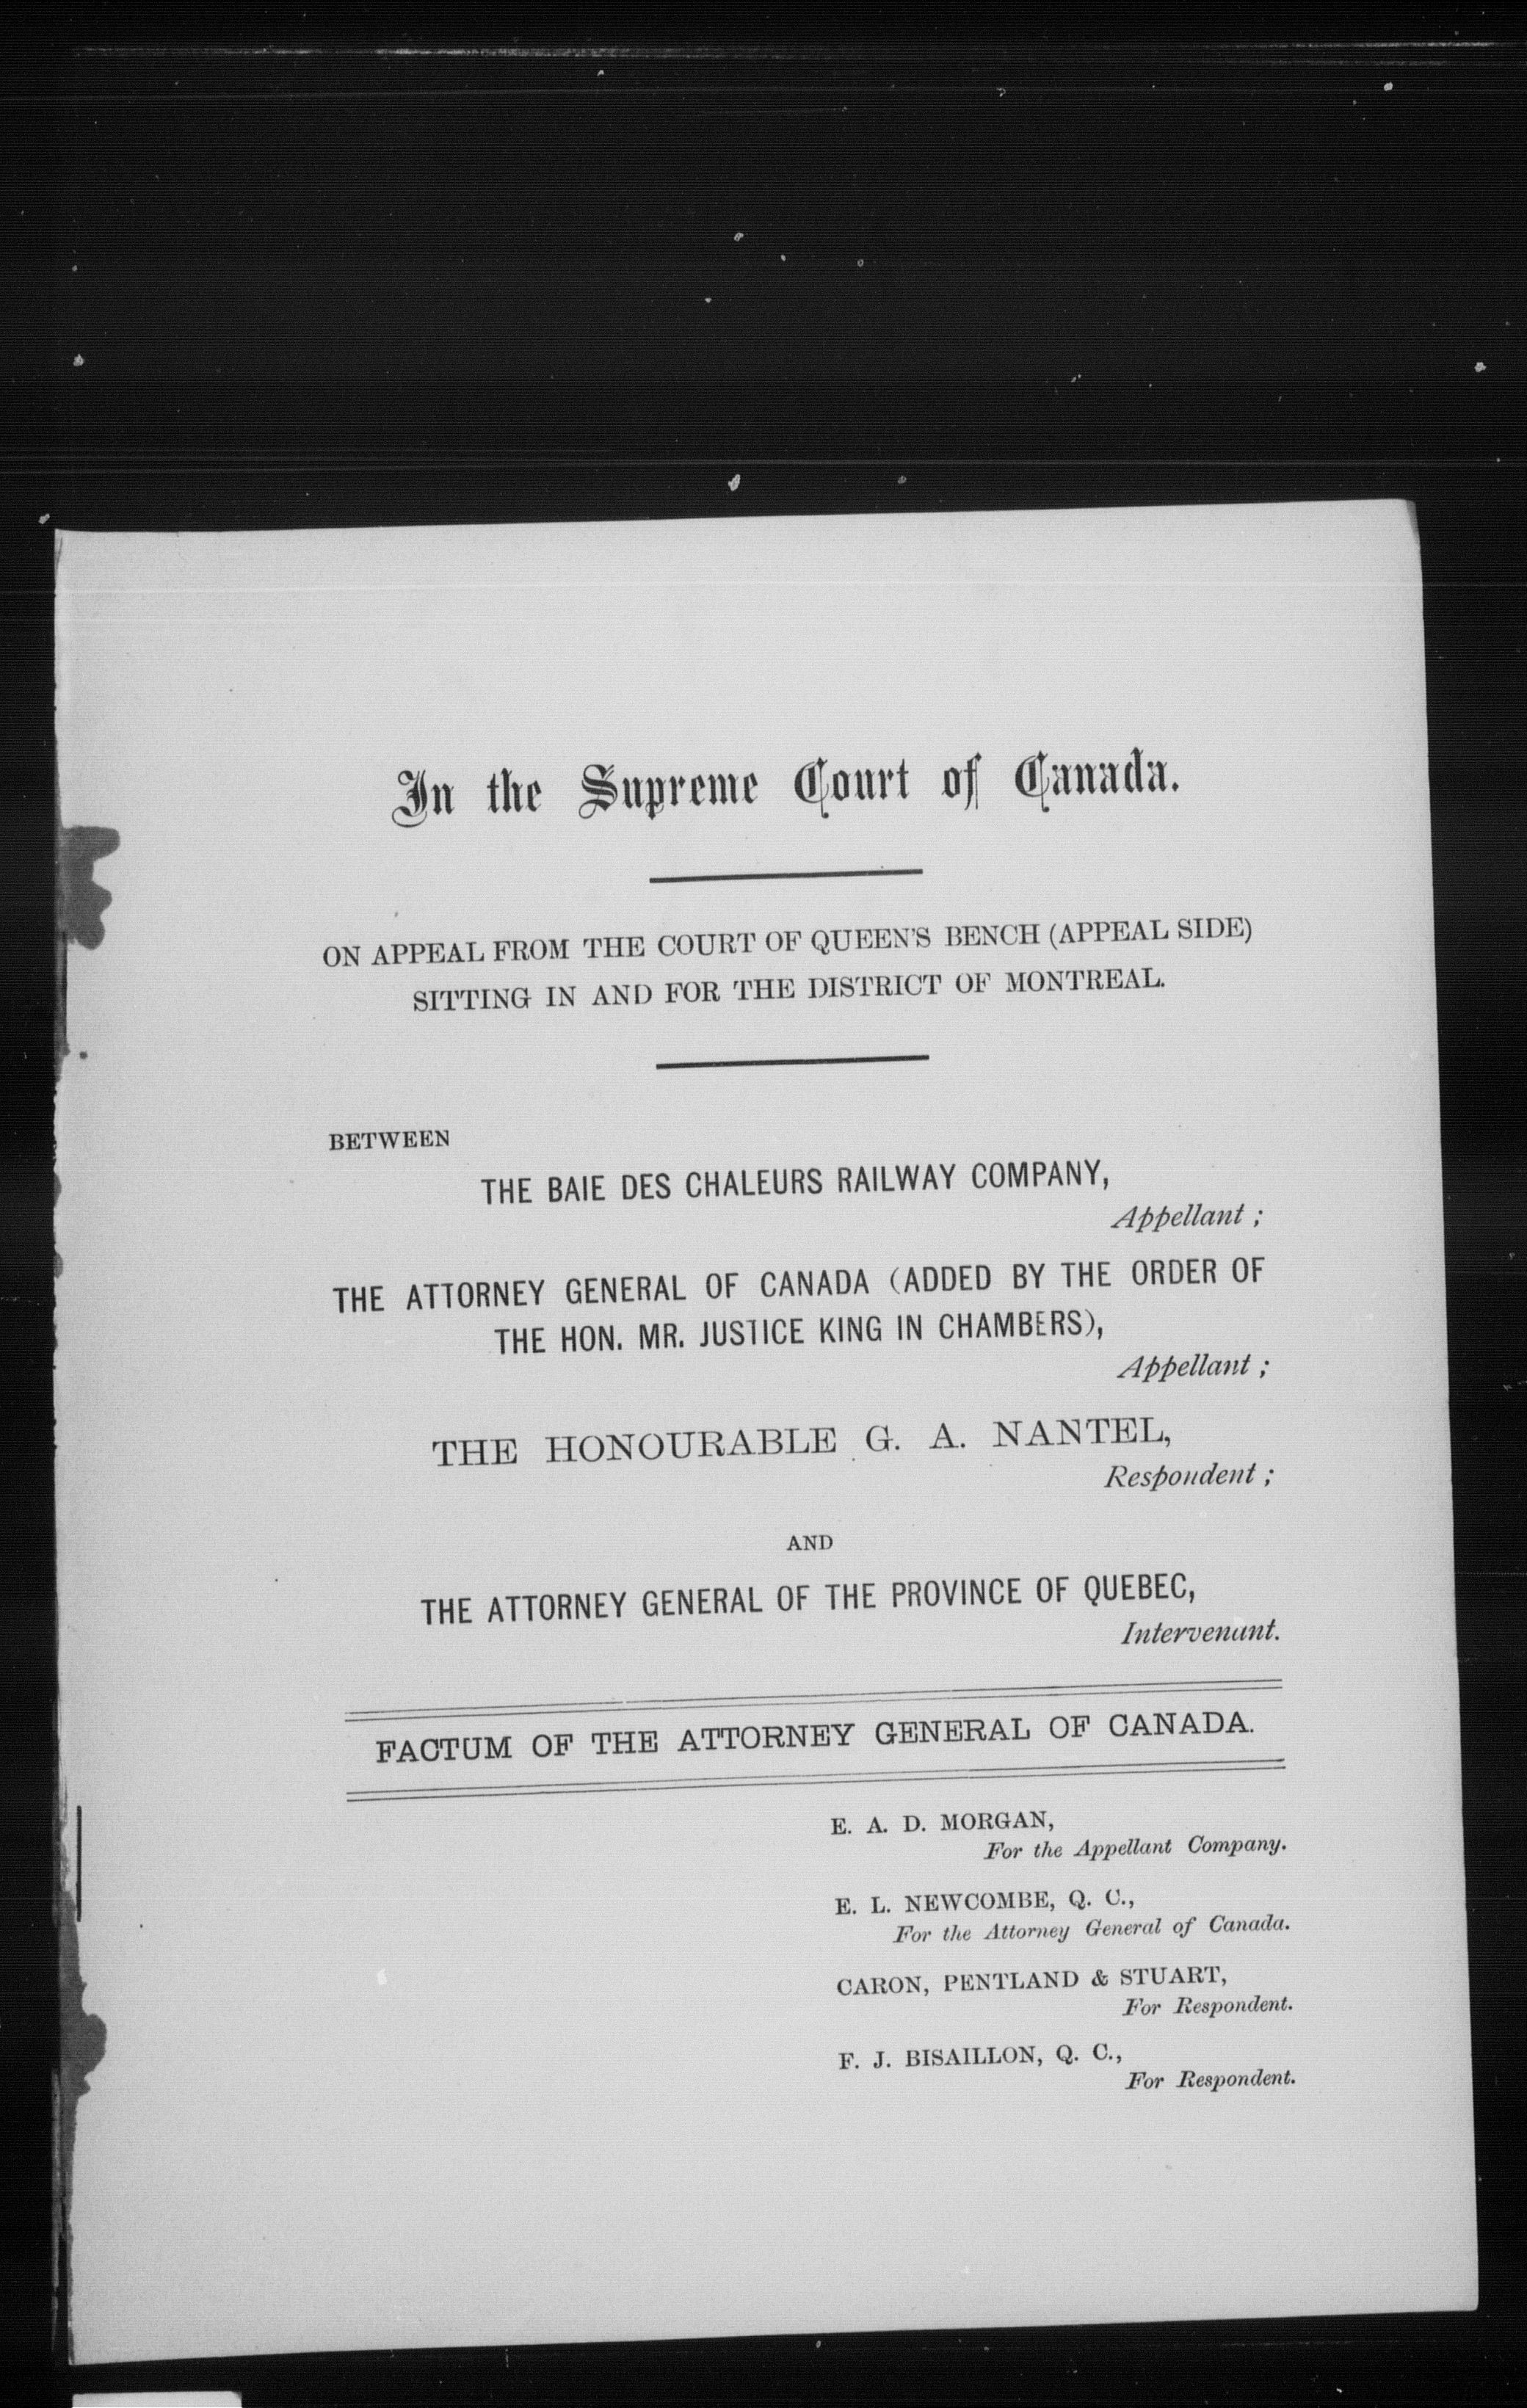 In the Supreme Court of Canada.
ON APPEAL FROM THE COURT OF QUEEN'S BENCH (APPEAL SIDE)
SITTING IN AND FOR THE DISTRICT OF MONTREAL.
BETWEEN
THE BAIE DES CHALEURS RAILWAY COMPANY,
Appellant ;
THE ATTORNEY GENERAL OF CANADA (ADDED BY THE ORDER OF
THE HON. MR. JUSTICE KING IN CHAMBERS),
Appellant ;
THE HONOURABLE G. A. NANTEL,
Respondent ;
AND
THE ATTORNEY GENERAL OF THE PROVINCE OF QUEBEC,
Intervenant.
FACTUM OF THE ATTORNEY GENERAL OF CANADA.
E. A. D. MORGAN,
For the Appellant Company.
E. L. NEWCOMBE, Q. C.,
For the Attorney General of Canada.
CARON, PENTLAND & STUART,
For Respondent.
F. J. BISAILLON, Q. C.,
For Respondent.